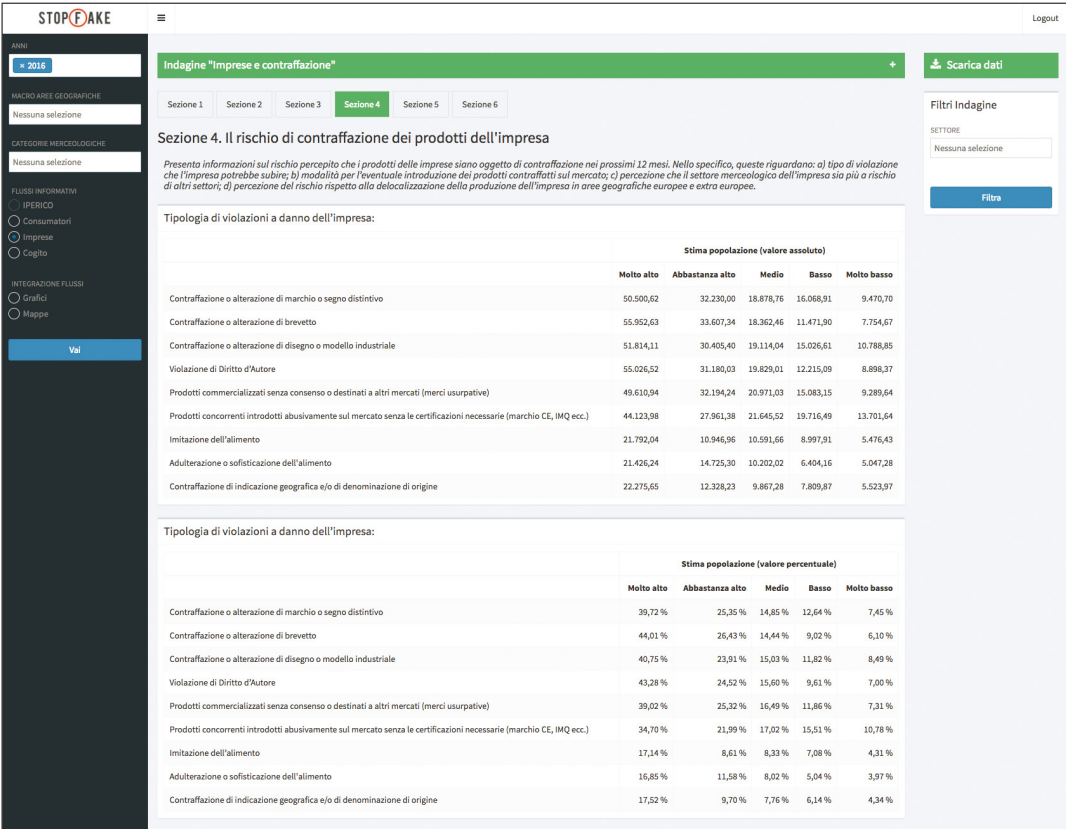 STOP FAKE
Logout
ANNI
× 2016
MACRO AREE GEOGRAFICHE
Nessuna selezione
CATEGORIE MERCEOLOGICHE
Nessuna selezione
FLUSSI INFORMATIVI
IPERICO
Consumatori
Imprese
Cogito
INTEGRAZIONE FLUSSI
Grafici
Mappe
Vai
Indagine "Imprese e contraffazione" +
Sezione 1 Sezione 2 Sezione 3 Sezione 4 Sezione 5 Sezione 6
Sezione 4. Il rischio di contraffazione dei prodotti dell'impresa
Presenta informazioni sul rischio percepito che i prodotti delle imprese siano oggetto di contraffazione nei prossimi 12 mesi. Nello specifico, queste riguardano: a) tipo di violazione
che l'impresa potrebbe subire; b) modalità per l'eventuale introduzione dei prodotti contraffatti sul mercato; c) percezione che il settore merceologico dell'impresa sia più a rischio
di altri settori; d) percezione del rischio rispetto alla delocalizzazione della produzione dell'impresa in aree geografiche europee e extra europee.
Tipologia di violazioni a danno dell'impresa:
Stima popolazione (valore assoluto)
Molto alto Abbastanza alto Medio Basso Molto basso
Contraffazione o alterazione di marchio o segno distintivo 50.500,62 32.230,00 18.878,76 16.068,91 9.470,70
Contraffazione o alterazione di brevetto 55.952,63 33.607,34 18.362,46 11.471,90 7.754,67
Contraffazione o alterazione di disegno o modello industriale 51.814,11 30.405,40 19.114,04 15.026,61 10.788,85
Violazione di Diritto d'Autore 55.026,52 31.180,03 19.829,01 12.215,09 8.898,37
Prodotti commercializzati senza consenso o destinati a altri mercati (merci usurpative) 49.610,94 32.194,24 20.971,03 15.083,15 9.289,64
Prodotti concorrenti introdotti abusivamente sul mercato senza le certificazioni necessarie (marchio CE, IMQ ecc.) 44.123,98 27.961,38 21.645,52 19.716,49 13.701,64
Imitazione dell'alimento 21.792,04 10.946,96 10.591,66 8.997,91 5.476,43
Adulterazione o sofisticazione dell'alimento 21.426,24 14.725,30 10.202,02 6.404,16 5.047,28
Contraffazione di indicazione geografica e/o di denominazione di origine 22.275,65 12.328,23 9.867,28 7.809,87 5.523,97
Tipologia di violazioni a danno dell'impresa:
Stima popolazione (valore percentuale)
Molto alto Abbastanza alto Medio Basso Molto basso
Contraffazione o alterazione di marchio o segno distintivo 39,72 % 25,35 % 14,85 % 12,64 % 7,45 %
Contraffazione o alterazione di brevetto 44,01 % 26,43 % 14,44 % 9,02 % 6,10 %
Contraffazione o alterazione di disegno o modello industriale 40,75 % 23,91 % 15,03 % 11,82 % 8,49 %
Violazione di Diritto d'Autore 43,28 % 24,52 % 15,60 % 9,61 % 7,00 %
Prodotti commercializzati senza consenso o destinati a altri mercati (merci usurpative) 39,02 % 25,32 % 16,49 % 11,86 % 7,31 %
Prodotti concorrenti introdotti abusivamente sul mercato senza le certificazioni necessarie (marchio CE, IMQ ecc.) 34,70 % 21,99 % 17,02 % 15,51 % 10,78 %
Imitazione dell'alimento 17,14 % 8,61 % 8,33 % 7,08 % 4,31 %
Adulterazione o sofisticazione dell'alimento 16,85 % 11,58 % 8,02 % 5,04 % 3,97 %
Contraffazione di indicazione geografica e/o di denominazione di origine 17,52 % 9,70 % 7,76 % 6,14 % 4,34 %
Scarica dati
Filtri Indagine
SETTORE
Nessuna selezione
Filtra